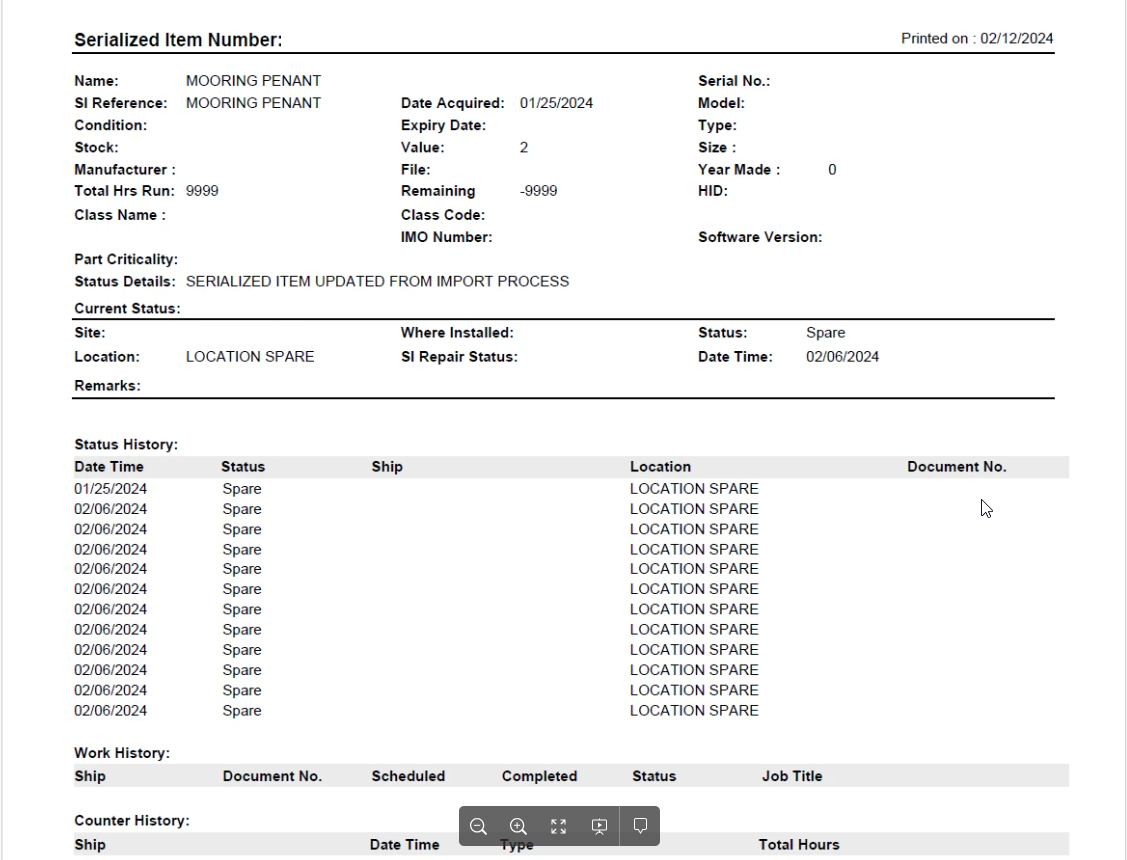 Serialized Item Number: Printed on : 02/12/2024
Name: MOORING PENANT Serial No.:
SI Reference: MOORING PENANT Date Acquired: 01/25/2024 Model:
Condition: Expiry Date: Type:
Stock: Value: 2 Size :
Manufacturer : File: Year Made : 0
Total Hrs Run: 9999 Remaining -9999 HID:
Class Name : Class Code:
IMO Number: Software Version:
Part Criticality:
Status Details: SERIALIZED ITEM UPDATED FROM IMPORT PROCESS
Current Status:
Site: Where Installed: Status: Spare
Location: LOCATION SPARE SI Repair Status: Date Time: 02/06/2024
Remarks:
Status History:
Date Time Status Ship Location Document No.
01/25/2024 Spare LOCATION SPARE
02/06/2024 Spare LOCATION SPARE
02/06/2024 Spare LOCATION SPARE
02/06/2024 Spare LOCATION SPARE
02/06/2024 Spare LOCATION SPARE
02/06/2024 Spare LOCATION SPARE
02/06/2024 Spare LOCATION SPARE
02/06/2024 Spare LOCATION SPARE
02/06/2024 Spare LOCATION SPARE
02/06/2024 Spare LOCATION SPARE
02/06/2024 Spare LOCATION SPARE
02/06/2024 Spare LOCATION SPARE
Work History:
Ship Document No. Scheduled Completed Status Job Title
Counter History:
Ship Date Time Type Total Hours